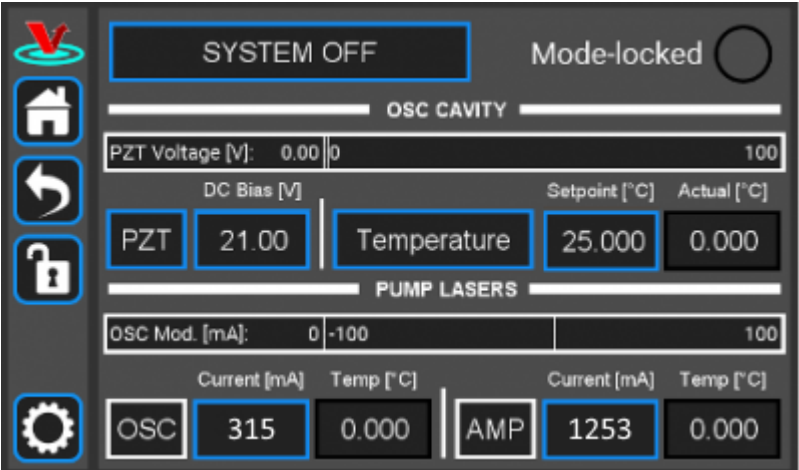 SYSTEM OFF Mode-locked
OSC CAVITY
PZT Voltage [V]: 0.00 0 100
DC Bias [V] Setpoint [°C] Actual [°C]
PZT 21.00 Temperature 25.000 0.000
PUMP LASERS
OSC Mod. [mA]: 0 -100 100
Current [mA] Temp [°C] Current [mA] Temp [°C]
OSC 315 0.000 AMP 1253 0.000